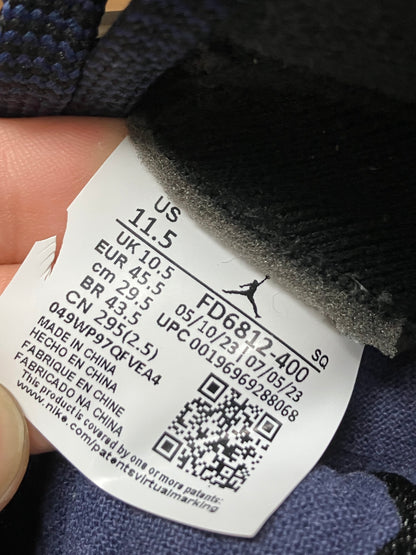 US
11.5
UK 10.5
EUR 45.5
cm 29.5
BR 43.5
CN 295(2.5)
049WP97QFVEA4
MADE IN CHINA
HECHO EN CHINA
FABRIQUE EN CHINE
FABRICADO NA CHINA
This product is covered by one or more patents:
www.nike.com/patentsvirtualmarking
SQ
FD6812-400
05/10/23 | 07/05/23
UPC 00196969288068